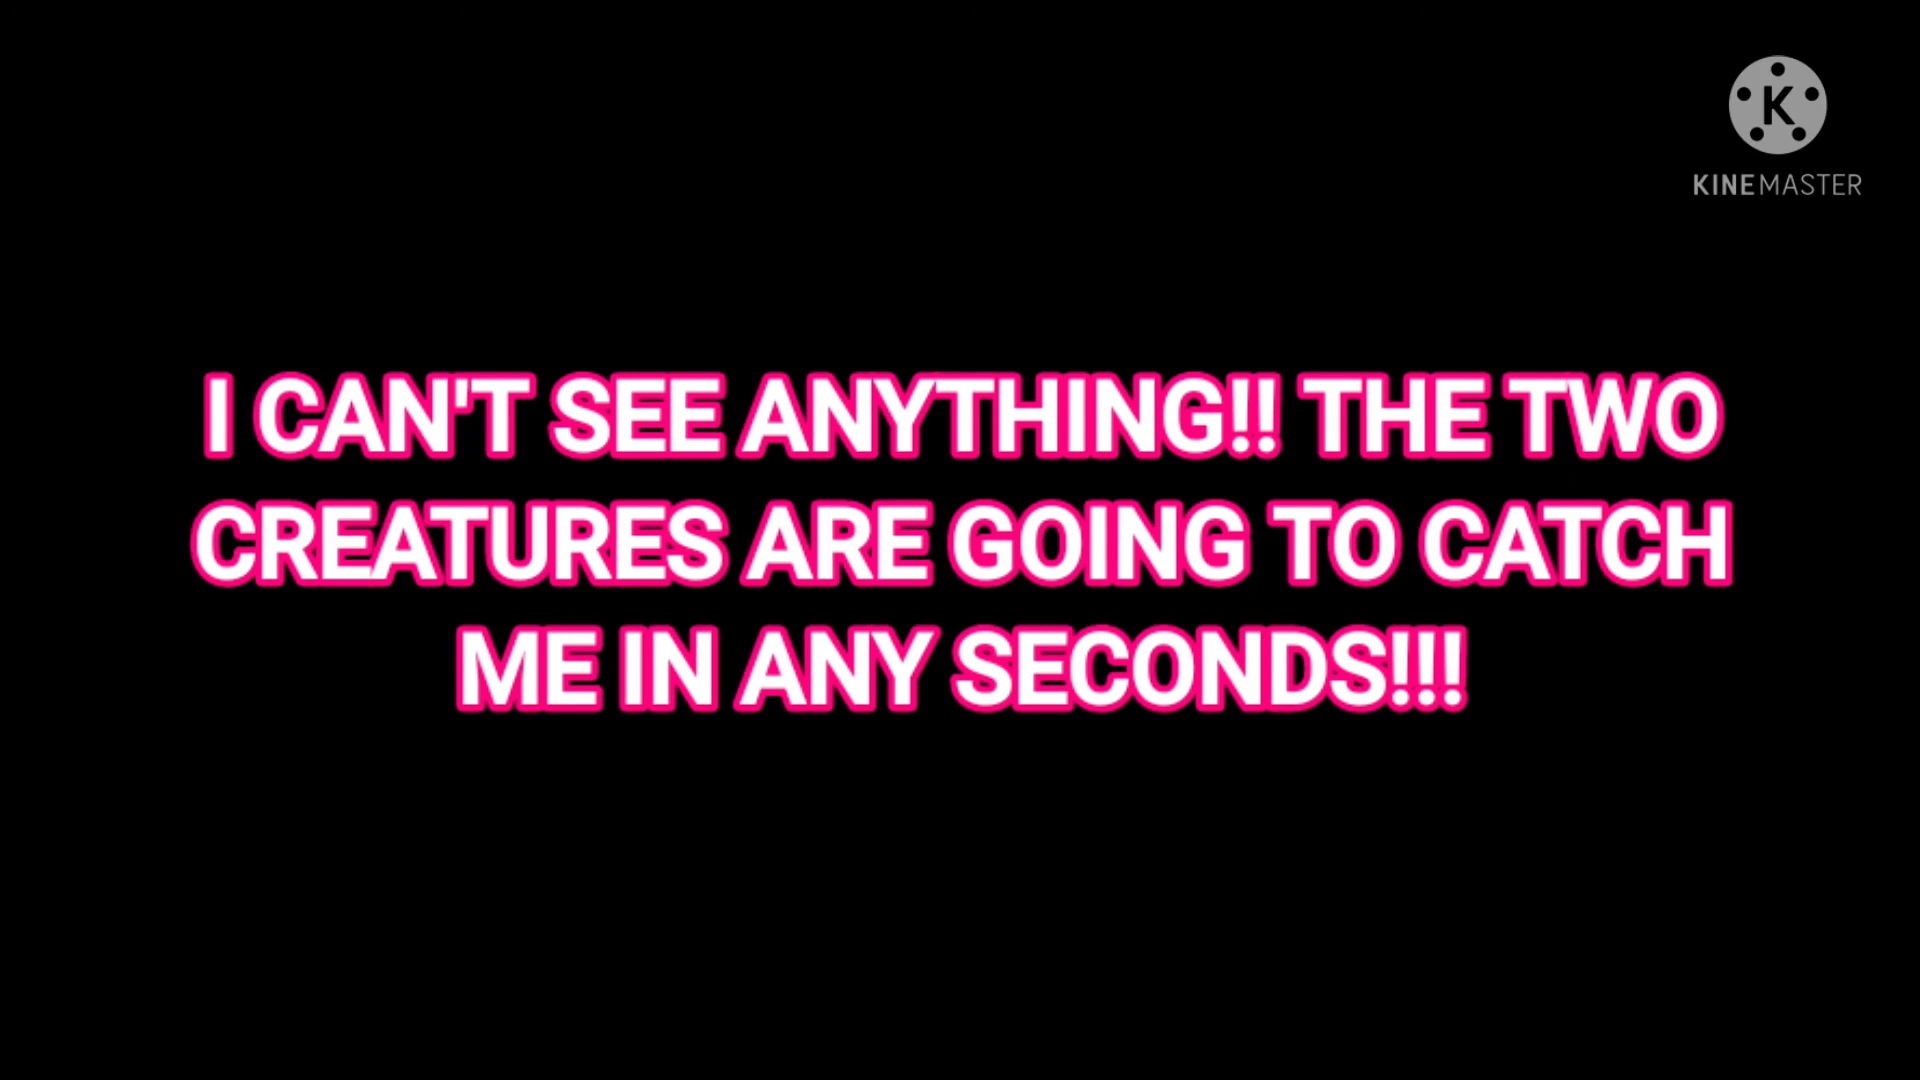 K
KINEMASTER
I CAN'T SEE ANYTHING!! THE TWO
CREATURES ARE GOING TO CATCH
ME IN ANY SECONDS!!!